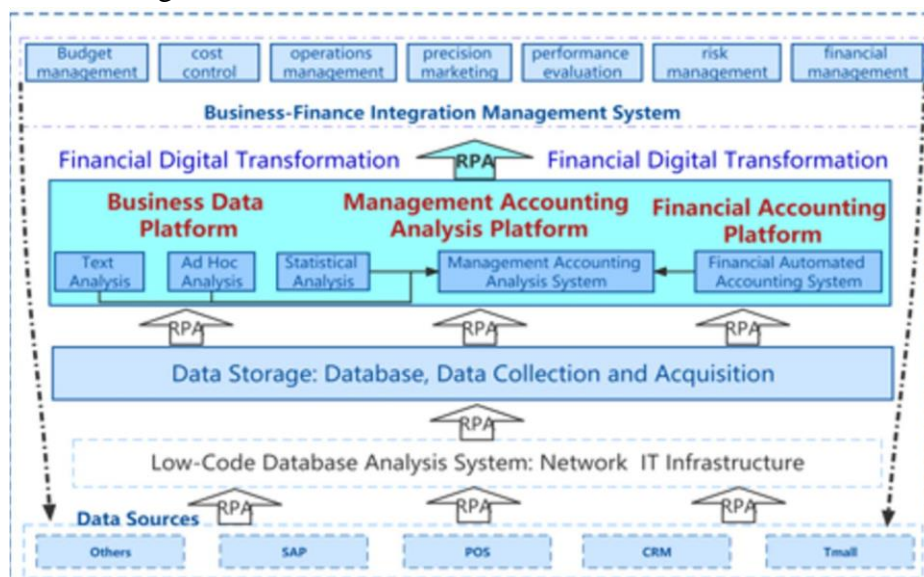 Budget management
cost control
operations management
precision marketing
performance evaluation
risk management
financial management
Business-Finance Integration Management System
Financial Digital Transformation
RPA
Financial Digital Transformation
Business Data
Platform
Management Accounting
Analysis Platform
Financial Accounting
Platform
Text
Analysis
Ad Hoc
Analysis
Statistical
Analysis
Management Accounting
Analysis System
Financial Automated
Accounting System
RPA
RPA
RPA
Data Storage: Database, Data Collection and Acquisition
RPA
Low-Code Database Analysis System: Network IT Infrastructure
RPA
RPA
RPA
Data Sources
Others
SAP
POS
CRM
Tmall